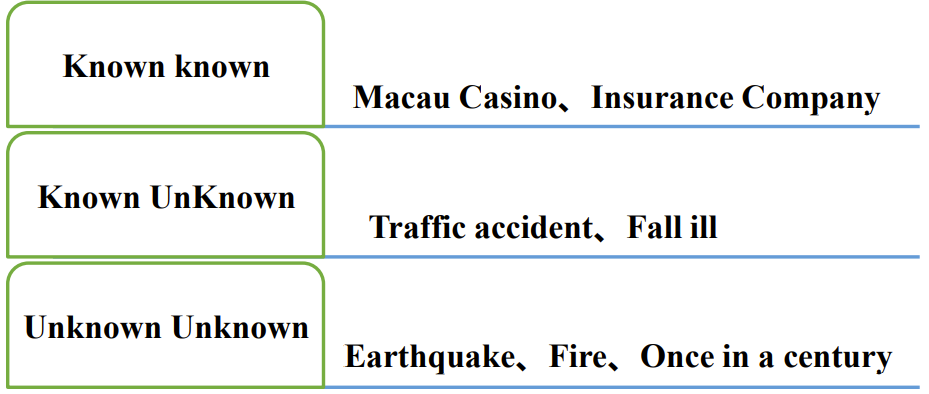 Known known
Macau Casino、Insurance Company
Known UnKnown
Traffic accident、Fall ill
Unknown Unknown
Earthquake、Fire、Once in a century